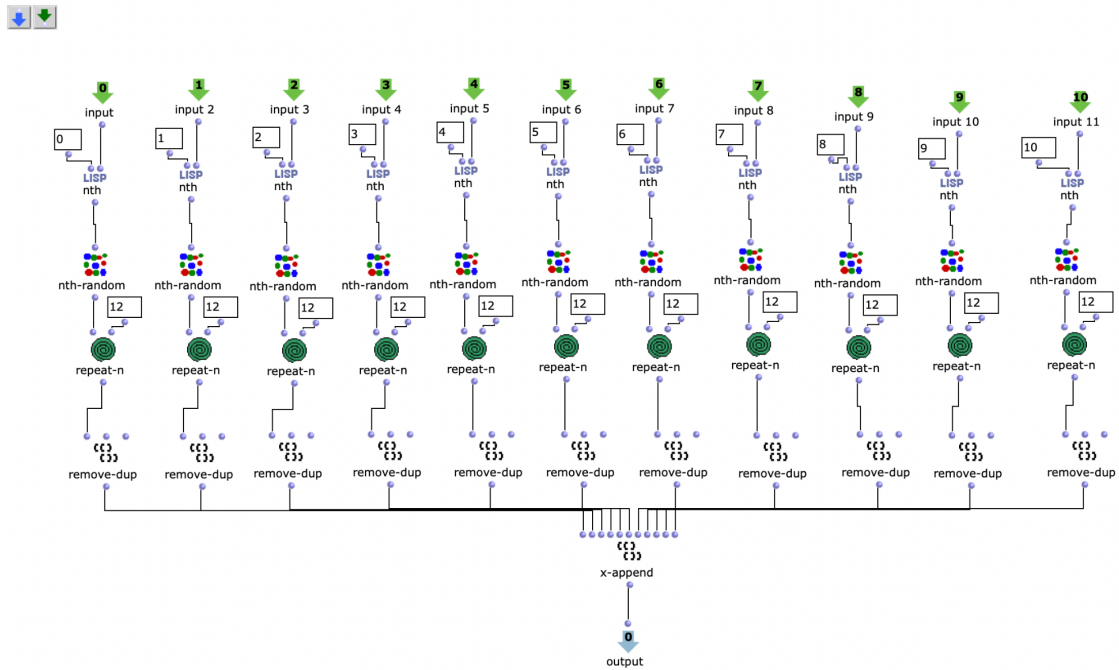 0 1 2 3 4 5 6 7 8 9 10
input input 2 input 3 input 4 input 5 input 6 input 7 input 8 input 9 input 10 input 11
0 1 2 3 4 5 6 7 8 9 10
LISP LISP LISP LISP LISP LISP LISP LISP LISP LISP LISP
nth nth nth nth nth nth nth nth nth nth nth
nth-random nth-random nth-random nth-random nth-random nth-random nth-random nth-random nth-random nth-random nth-random
12 12 12 12 12 12 12 12 12 12 12
repeat-n repeat-n repeat-n repeat-n repeat-n repeat-n repeat-n repeat-n repeat-n repeat-n repeat-n
remove-dup remove-dup remove-dup remove-dup remove-dup remove-dup remove-dup remove-dup remove-dup remove-dup remove-dup
x-append
0
output